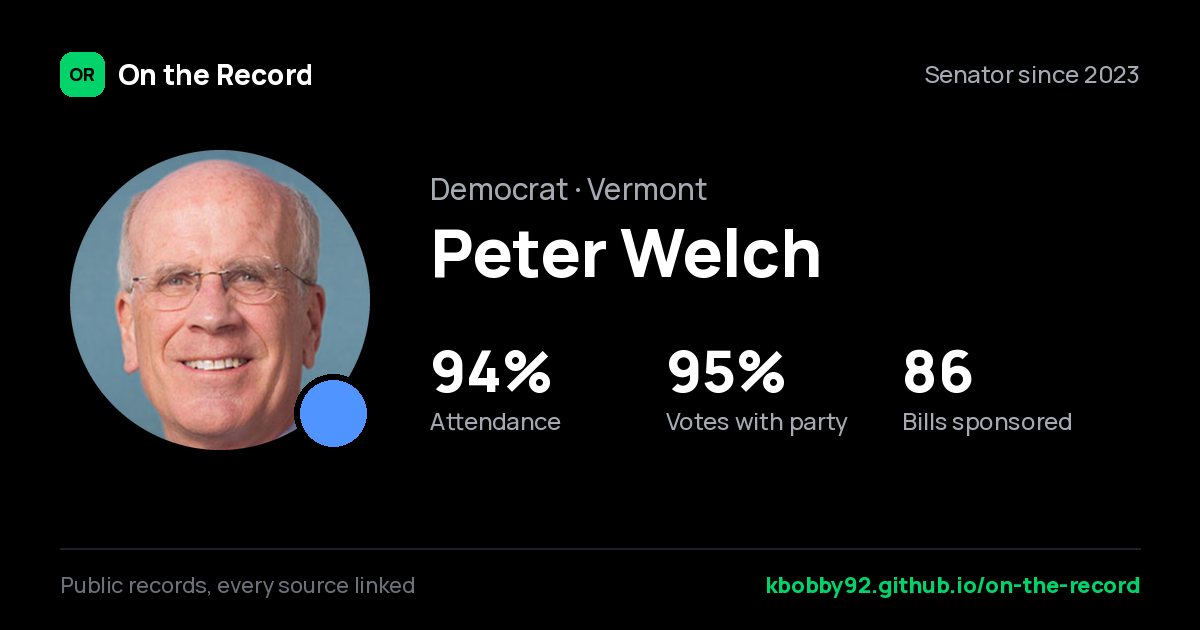 OR On the Record
Senator since 2023
Democrat · Vermont
Peter Welch
94% 95% 86
Attendance Votes with party Bills sponsored
Public records, every source linked
kbobby92.github.io/on-the-record